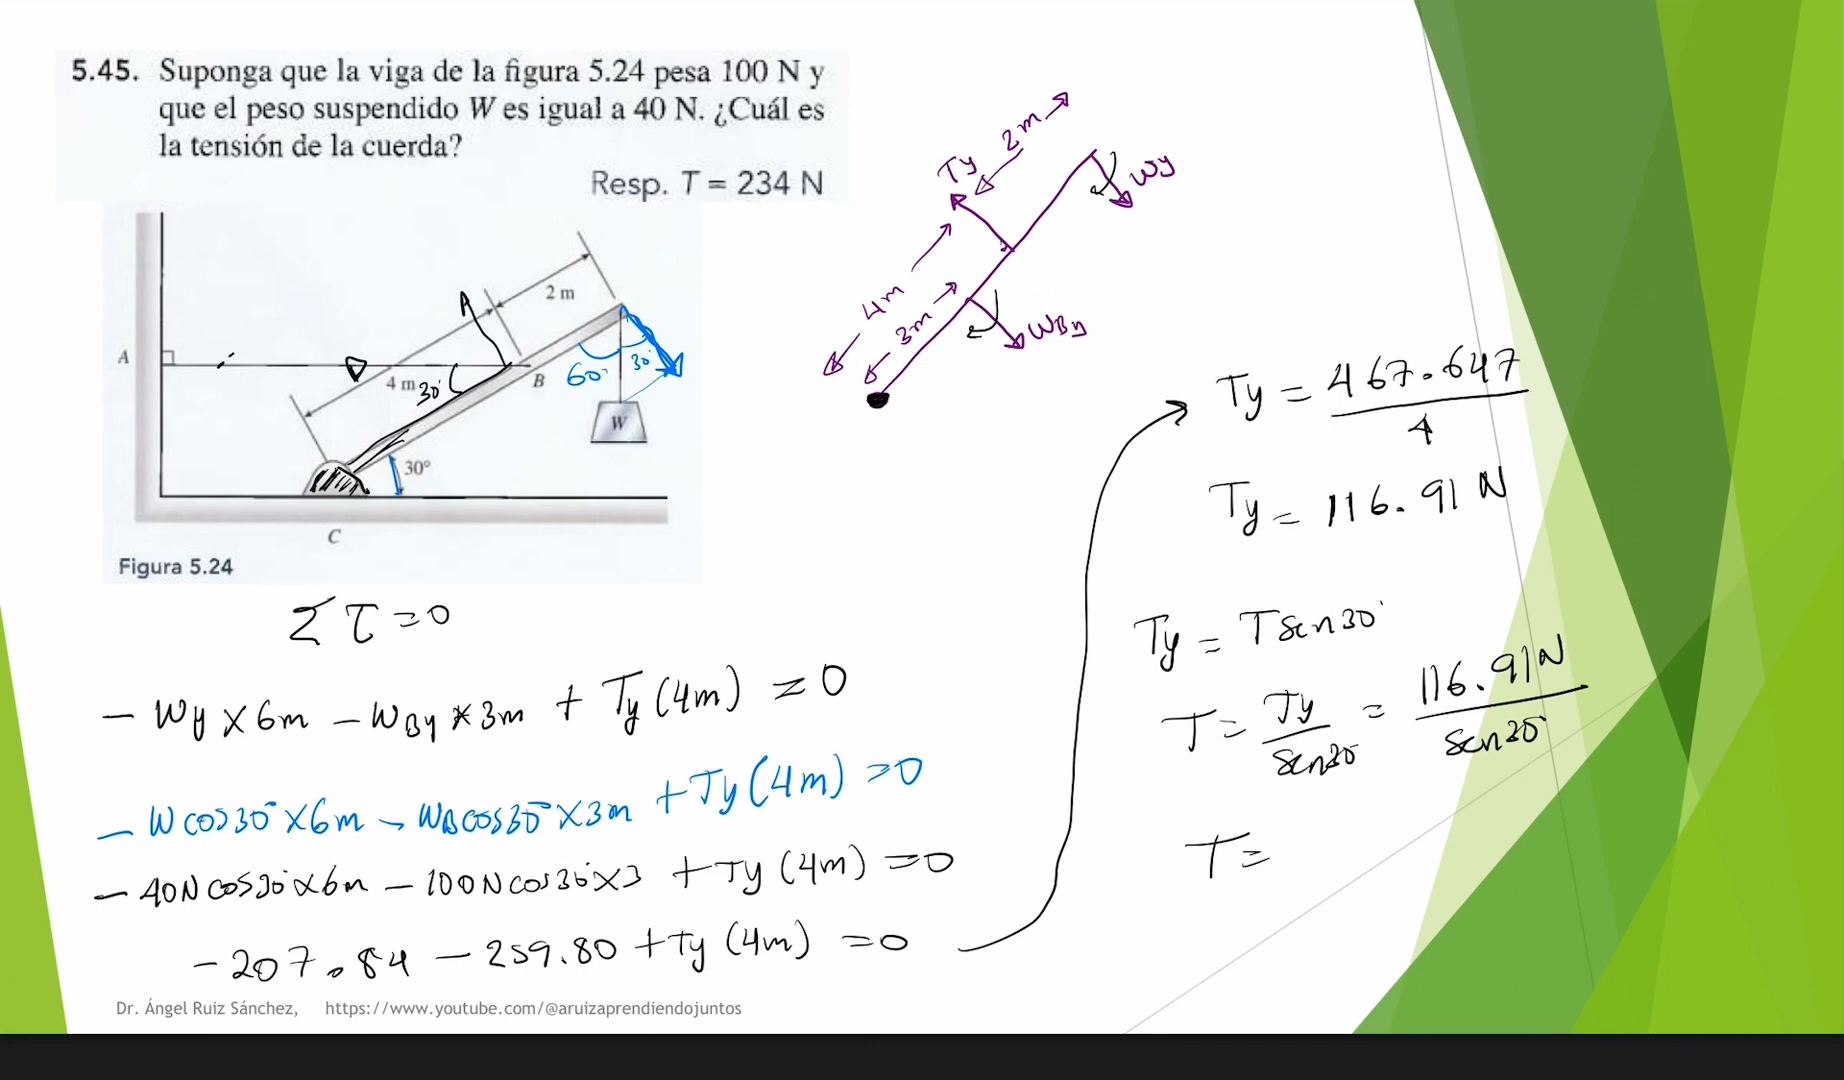 5.45. Suponga que la viga de la figura 5.24 pesa 100 N y
que el peso suspendido W es igual a 40 N. ¿Cuál es
la tensión de la cuerda?
Resp. T = 234 N
2 m
A
4 m
30°
B
60°
30°
W
30°
C
Figura 5.24
Ty
2m
Wy
4m
3m
WBy
Στ=0
- Wy × 6m - WBy × 3m + Ty (4m) = 0
- W cos30° × 6m - WB cos30° × 3m + Ty (4m) = 0
- 40N cos30° × 6m - 100N cos30° × 3 + Ty (4m) = 0
- 207.84 - 259.80 + Ty (4m) = 0
Ty = 467.647
4
Ty = 116.91 N
Ty = T sen30°
T = Ty / sen30 = 116.91N / sen30°
T =
Dr. Ángel Ruiz Sánchez, https://www.youtube.com/@aruizaprendiendojuntos